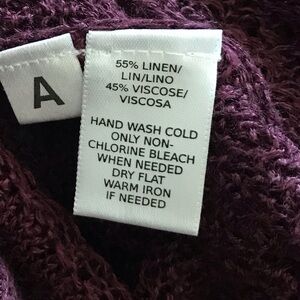 A
55% LINEN/
LIN/LINO
45% VISCOSE/
VISCOSA
HAND WASH COLD
ONLY NON-
CHLORINE BLEACH
WHEN NEEDED
DRY FLAT
WARM IRON
IF NEEDED